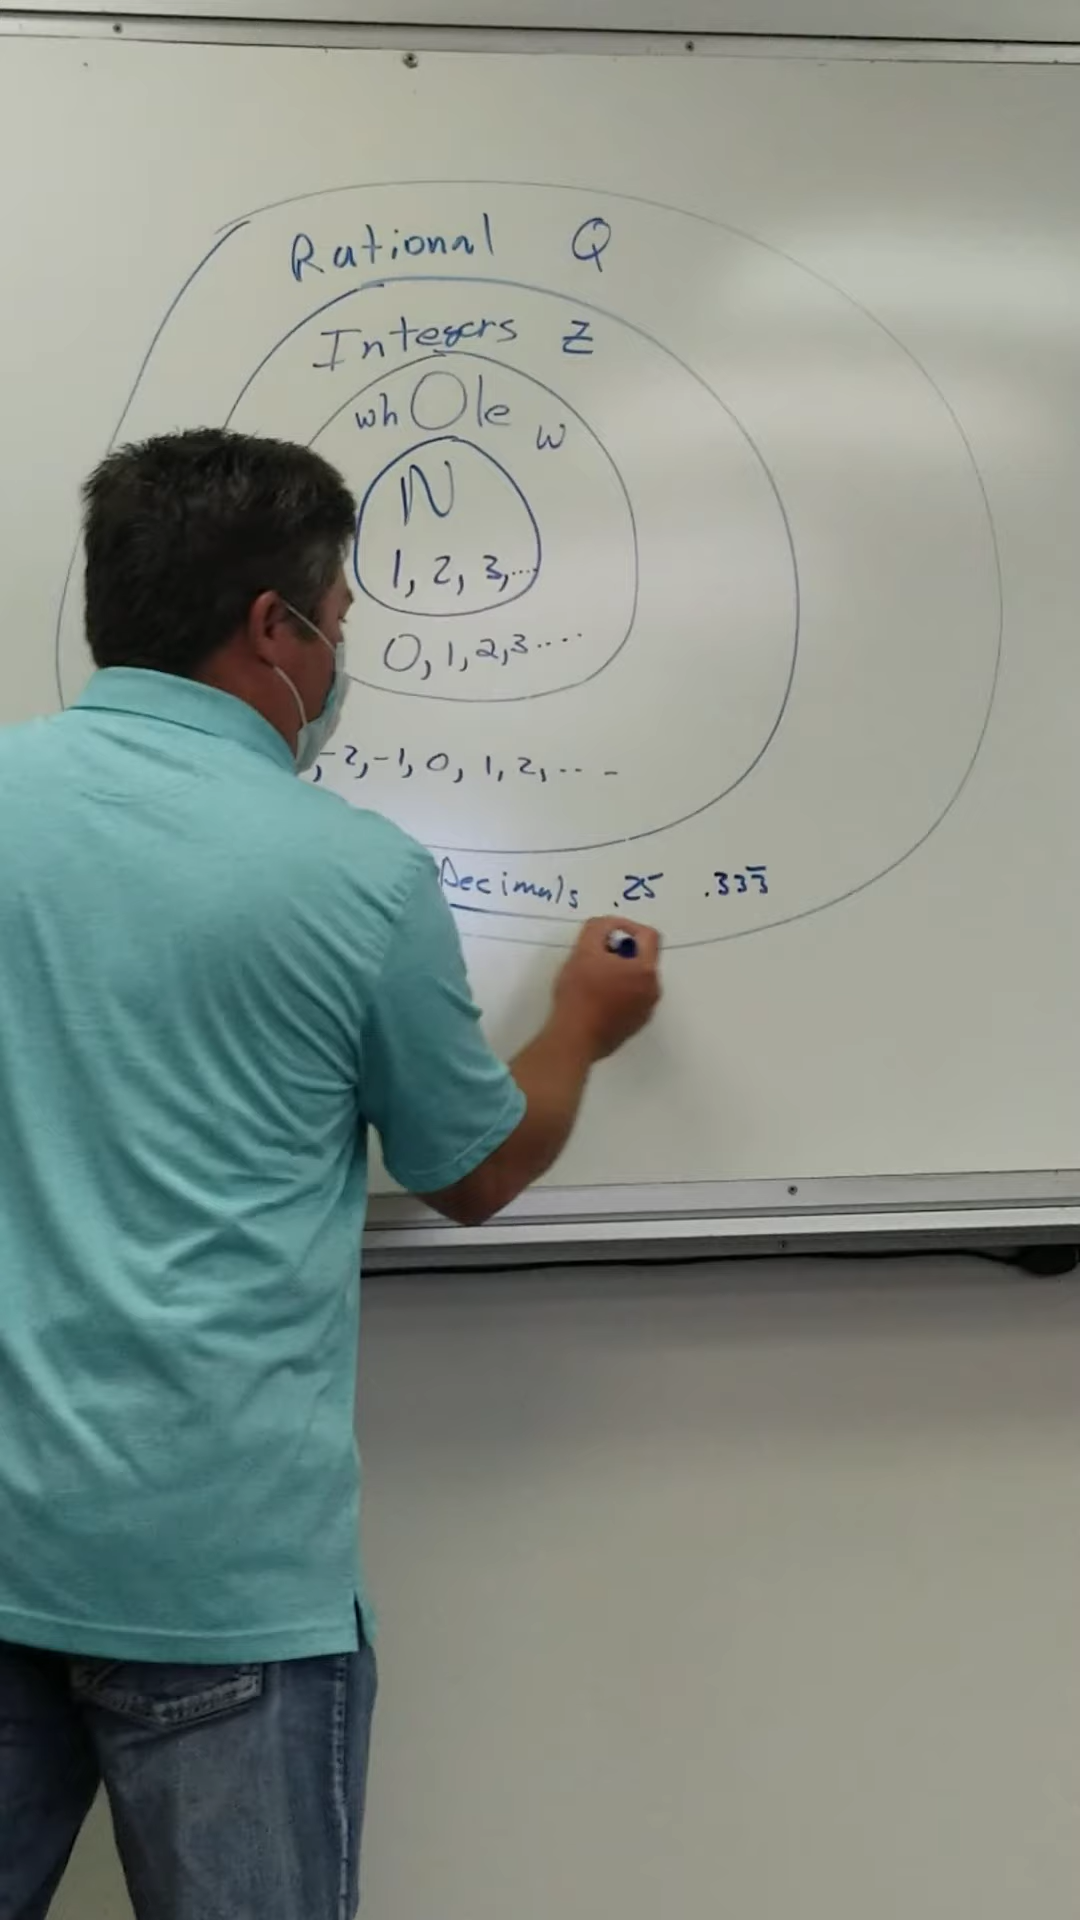 Rational Q
Integers Z
whOle w
N
1, 2, 3,....
0, 1, 2,3....
,-2,-1, 0, 1, 2, .. -
Decimals .25 .333̅